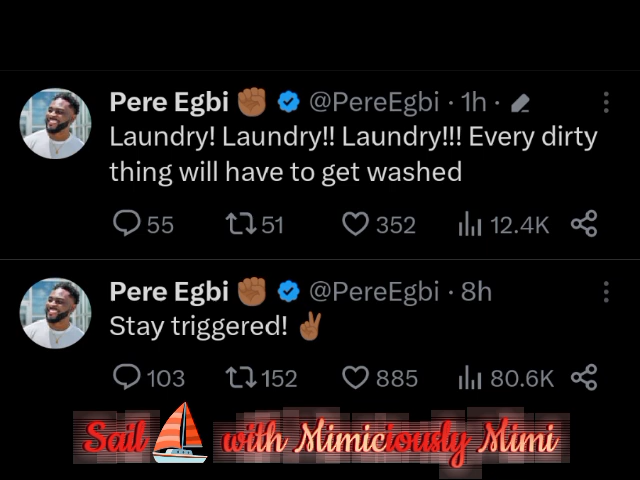 Pere Egbi ✊🏾 @PereEgbi · 1h ·
Laundry! Laundry!! Laundry!!! Every dirty
thing will have to get washed
55 51 352 12.4K
Pere Egbi ✊🏾 @PereEgbi · 8h
Stay triggered! ✌🏾
103 152 885 80.6K
Sail ⛵ with Mimiciously Mimi